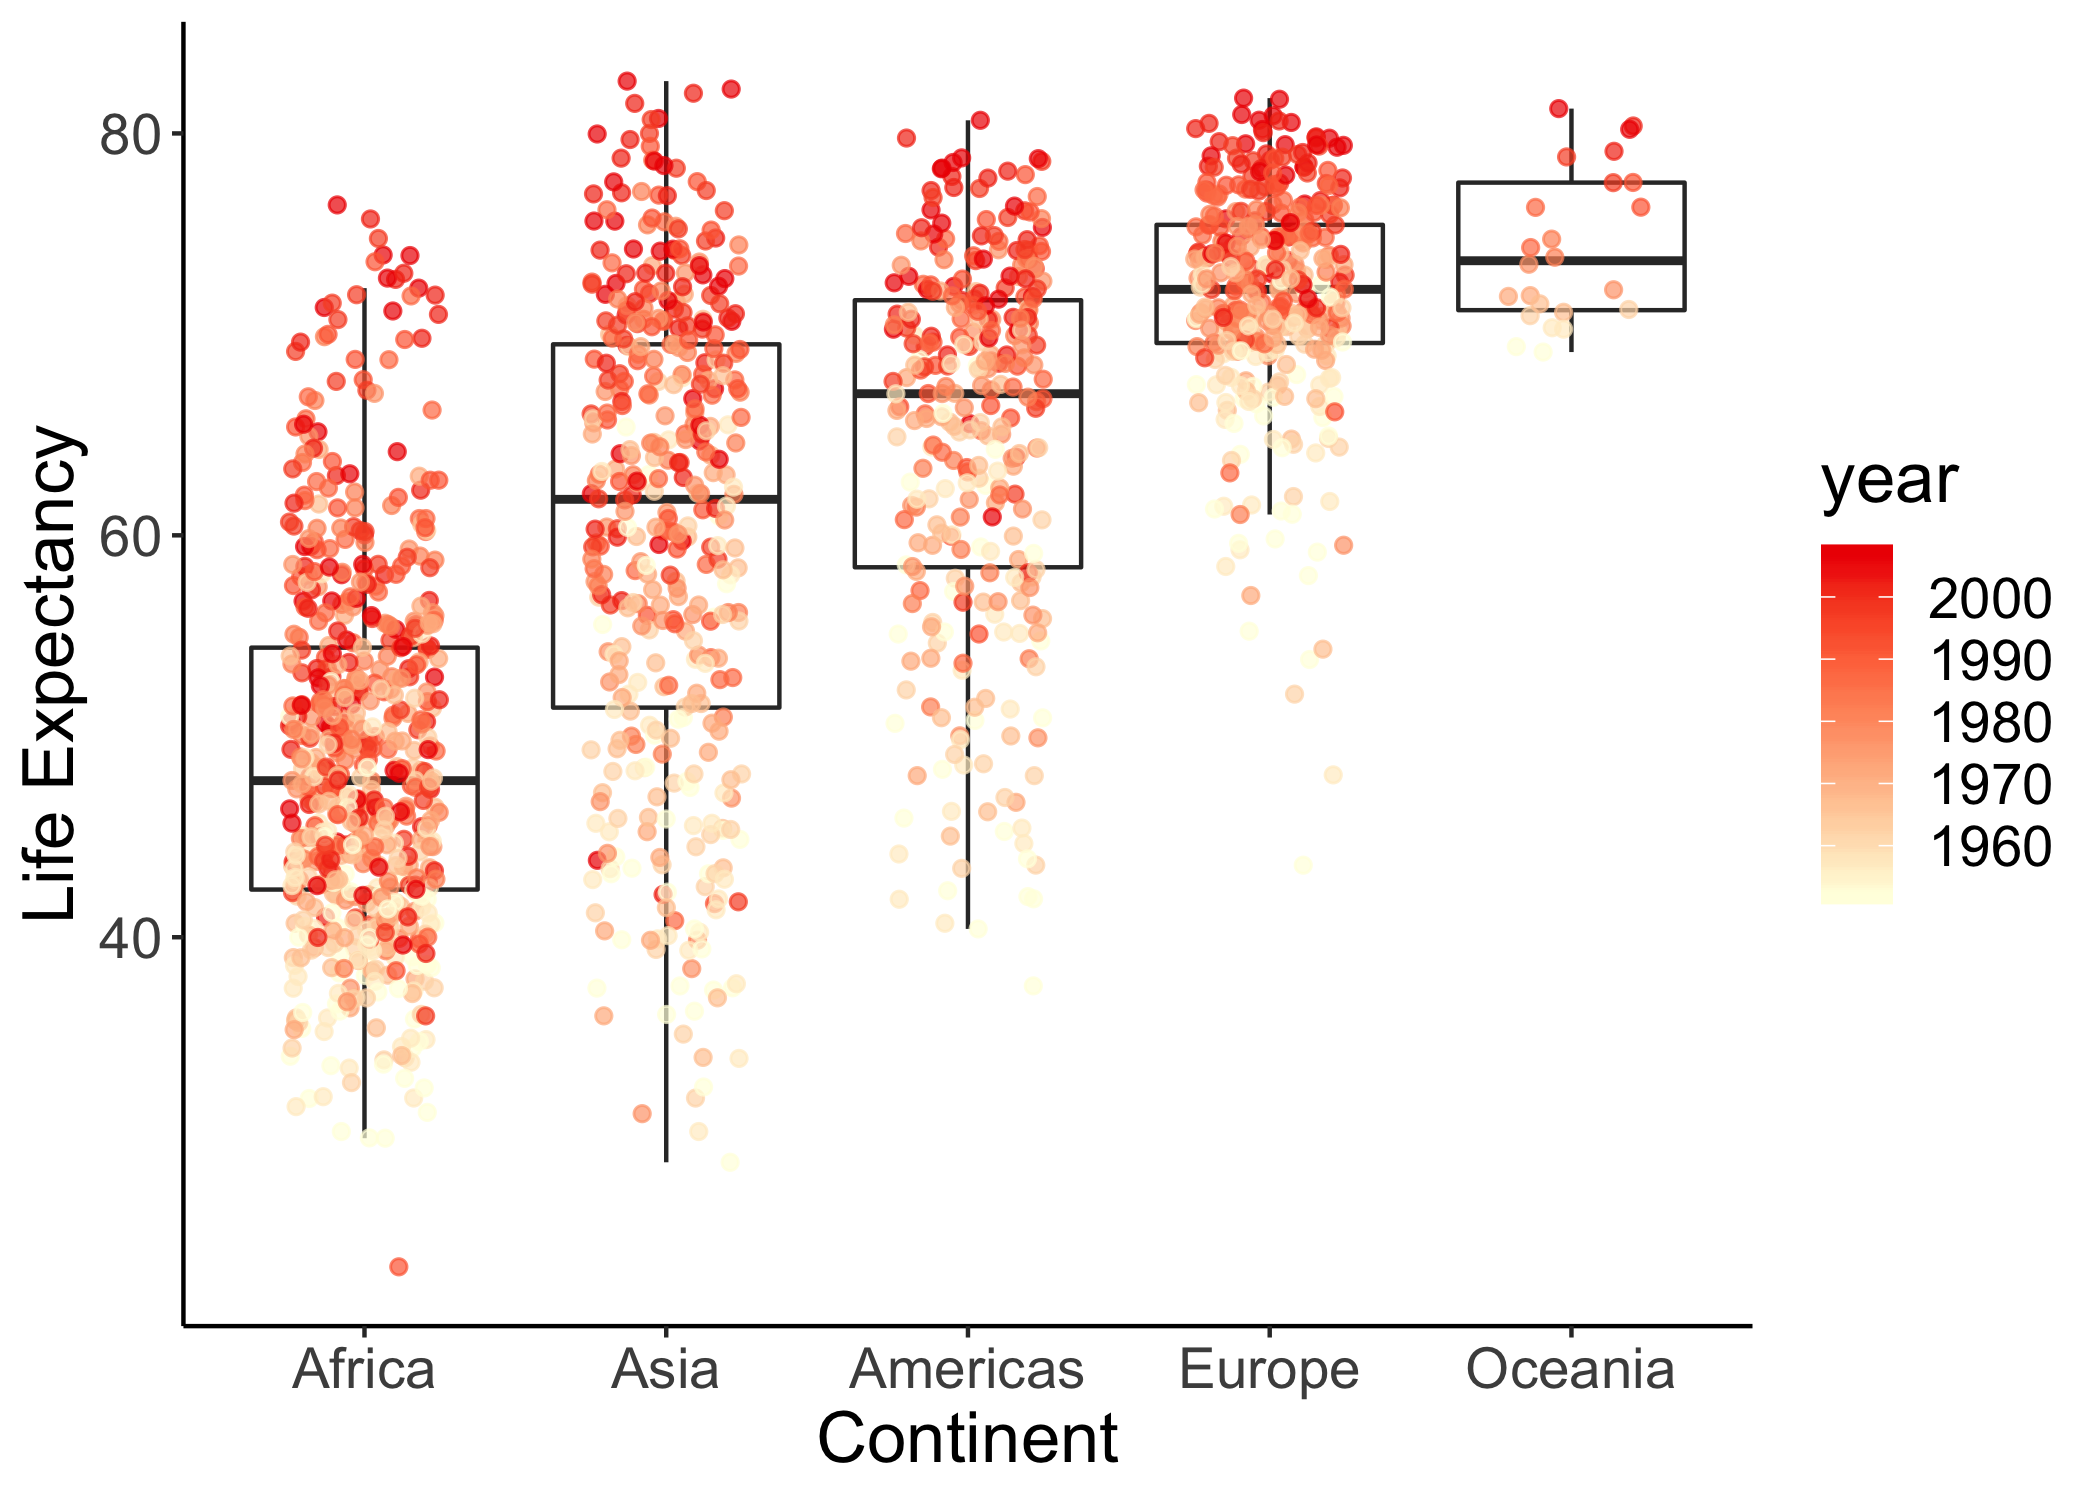 Life Expectancy
80
60
40
Africa
Asia
Americas
Europe
Oceania
Continent
year
2000
1990
1980
1970
1960